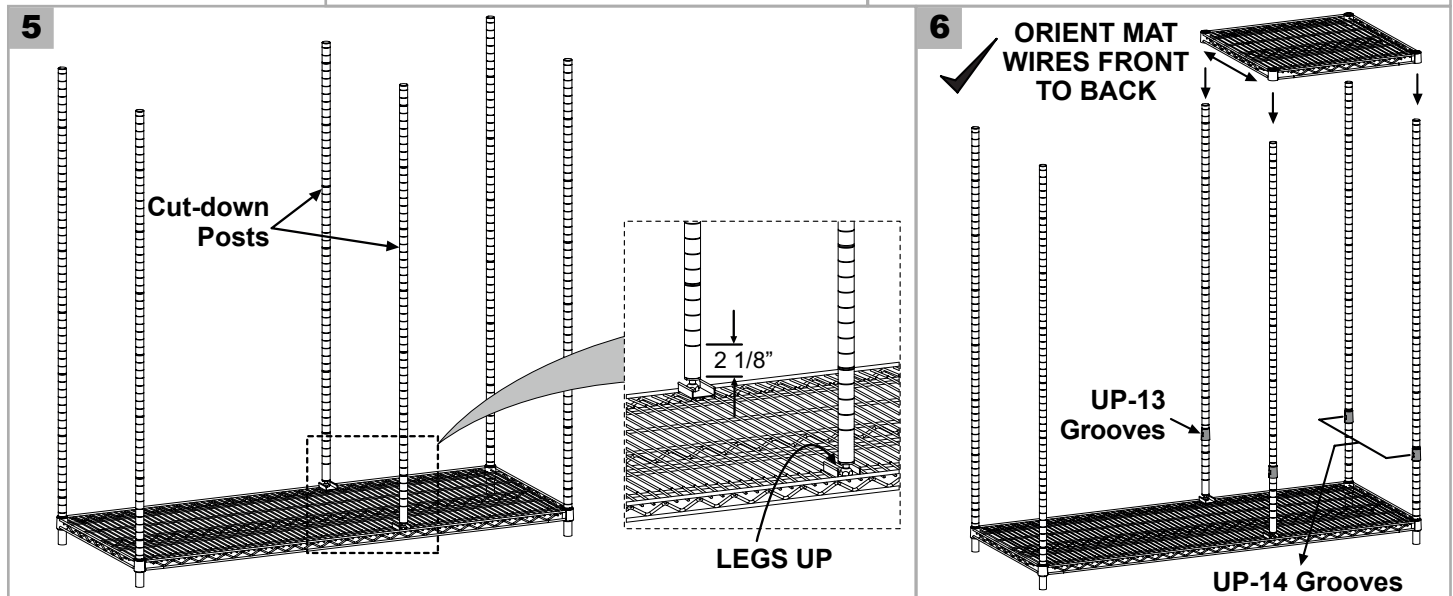 5
Cut-down
Posts
2 1/8”
LEGS UP
6
ORIENT MAT
WIRES FRONT
TO BACK
UP-13
Grooves
UP-14 Grooves